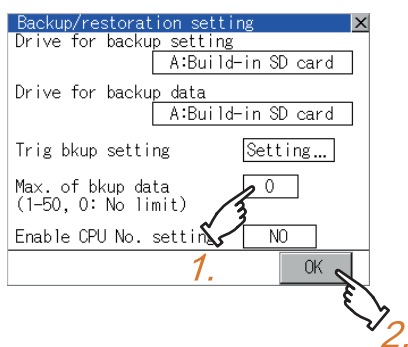 Backup/restoration setting
Drive for backup setting
A:Build-in SD card
Drive for backup data
A:Build-in SD card
Trig bkup setting Setting...
Max. of bkup data 0
(1-50, 0: No limit)
Enable CPU No. setting NO
1. OK
2.